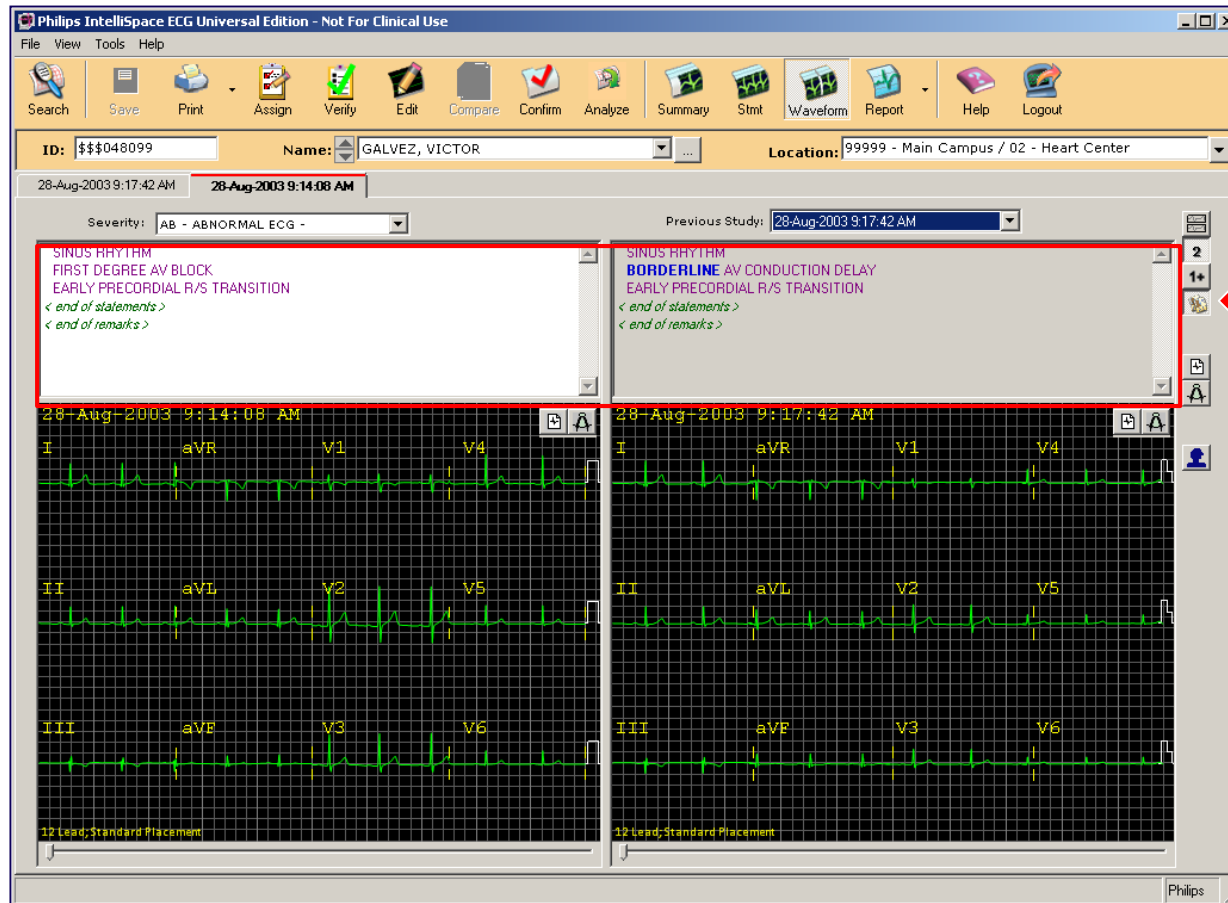 Philips IntelliSpace ECG Universal Edition - Not For Clinical Use
File View Tools Help
Search Save Print Assign Verify Edit Compare Confirm Analyze Summary Stmt Waveform Report Help Logout
ID: $$$048099 Name: GALVEZ, VICTOR ... Location: 99999 - Main Campus / 02 - Heart Center
28-Aug-2003 9:17:42 AM 28-Aug-2003 9:14:08 AM
Severity: AB - ABNORMAL ECG - Previous Study: 28-Aug-2003 9:17:42 AM
SINUS RHYTHM
FIRST DEGREE AV BLOCK
EARLY PRECORDIAL R/S TRANSITION
< end of statements >
< end of remarks >
SINUS RHYTHM
BORDERLINE AV CONDUCTION DELAY
EARLY PRECORDIAL R/S TRANSITION
< end of statements >
< end of remarks >
2
1+
28-Aug-2003 9:14:08 AM
I aVR V1 V4
II aVL V2 V5
III aVF V3 V6
12 Lead;Standard Placement
28-Aug-2003 9:17:42 AM
I aVR V1 V4
II aVL V2 V5
III aVF V3 V6
12 Lead;Standard Placement
Philips